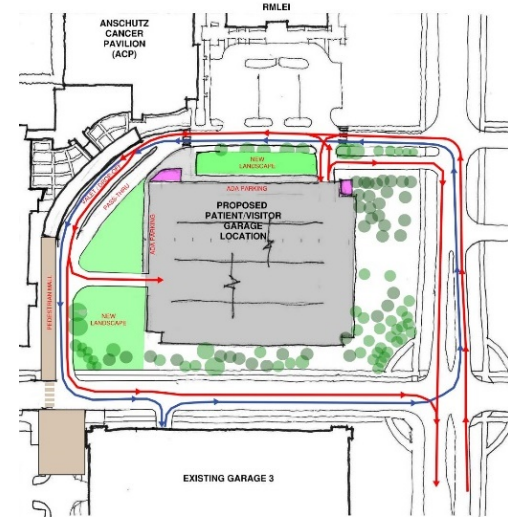 RMLEI
ANSCHUTZ
CANCER
PAVILION
(ACP)
NEW
LANDSCAPE
PASS-THRU
ADA PARKING
PROPOSED
PATIENT/VISITOR
GARAGE
LOCATION
ADA PARKING
PEDESTRIAN MALL
NEW
LANDSCAPE
EXISTING GARAGE 3